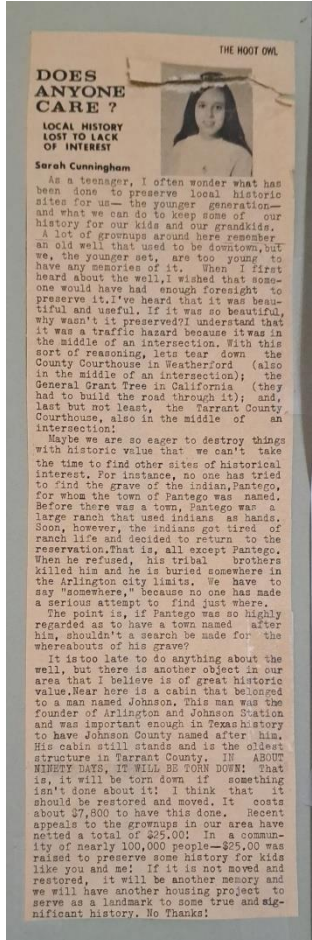 THE HOOT OWL
DOES
ANYONE
CARE ?
LOCAL HISTORY
LOST TO LACK
OF INTEREST
Sarah Cunningham
As a teenager, I often wonder what has
been done to preserve local historic
sites for us— the younger generation—
and what we can do to keep some of our
history for our kids and our grandkids.
A lot of grownups around here remember
an old well that used to be downtown,but
we, the younger set, are too young to
have any memories of it. When I first
heard about the well,I wished that some-
one would have had enough foresight to
preserve it.I've heard that it was beau-
tiful and useful. If it was so beautiful,
why wasn't it preserved?I understand that
it was a traffic hazard because it was in
the middle of an intersection. With this
sort of reasoning, lets tear down the
County Courthouse in Weatherford (also
in the middle of an intersection); the
General Grant Tree in California (they
had to build the road through it); and,
last but not least, the Tarrant County
Courthouse, also in the middle of an
intersection!
Maybe we are so eager to destroy things
with historic value that we can't take
the time to find other sites of historical
interest. For instance, no one has tried
to find the grave of the indian,Pantego,
for whom the town of Pantego was named.
Before there was a town, Pantego was a
large ranch that used indians as hands.
Soon, however, the indians got tired of
ranch life and decided to return to the
reservation.That is, all except Pantego.
When he refused, his tribal brothers
killed him and he is buried somewhere in
the Arlington city limits. We have to
say "somewhere," because no one has made
a serious attempt to find just where.
The point is, if Pantego was so highly
regarded as to have a town named after
him, shouldn't a search be made for the
whereabouts of his grave?
It is too late to do anything about the
well, but there is another object in our
area that I believe is of great historic
value.Near here is a cabin that belonged
to a man named Johnson. This man was the
founder of Arlington and Johnson Station
and was important enough in Texas history
to have Johnson County named after him.
His cabin still stands and is the oldest
structure in Tarrant County. IN ABOUT
NINETY DAYS, IT WILL BE TORN DOWN! That
is, it will be torn down if something
isn't done about it! I think that it
should be restored and moved. It costs
about $7,800 to have this done. Recent
appeals to the grownups in our area have
netted a total of $25.00! In a commun-
ity of nearly 100,000 people—$25.00 was
raised to preserve some history for kids
like you and me! If it is not moved and
restored, it will be another memory and
we will have another housing project to
serve as a landmark to some true and sig-
nificant history. No Thanks!